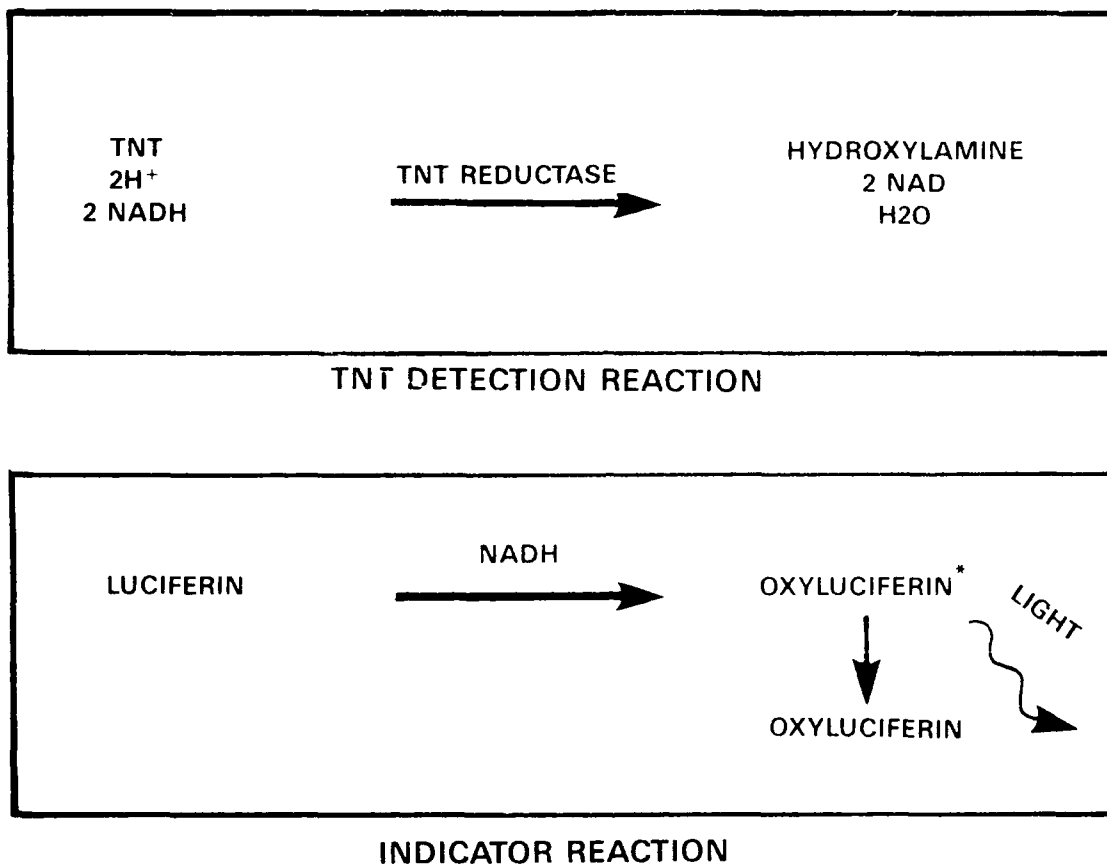 TNT
2H⁺
2 NADH
TNT REDUCTASE
HYDROXYLAMINE
2 NAD
H2O
TNT DETECTION REACTION
LUCIFERIN
NADH
OXYLUCIFERIN*
LIGHT
OXYLUCIFERIN
INDICATOR REACTION